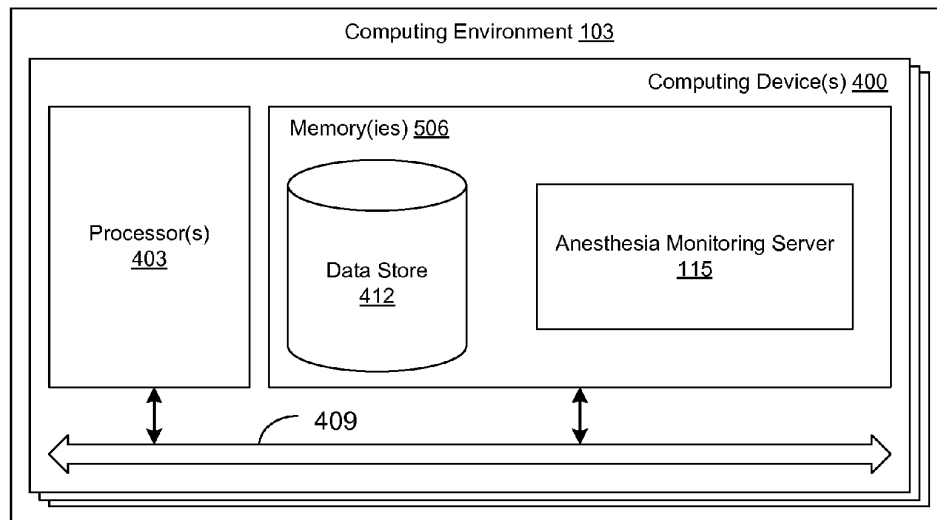 Computing Environment 103
Computing Device(s) 400
Memory(ies) 506
Processor(s)
403
Data Store
412
Anesthesia Monitoring Server
115
409